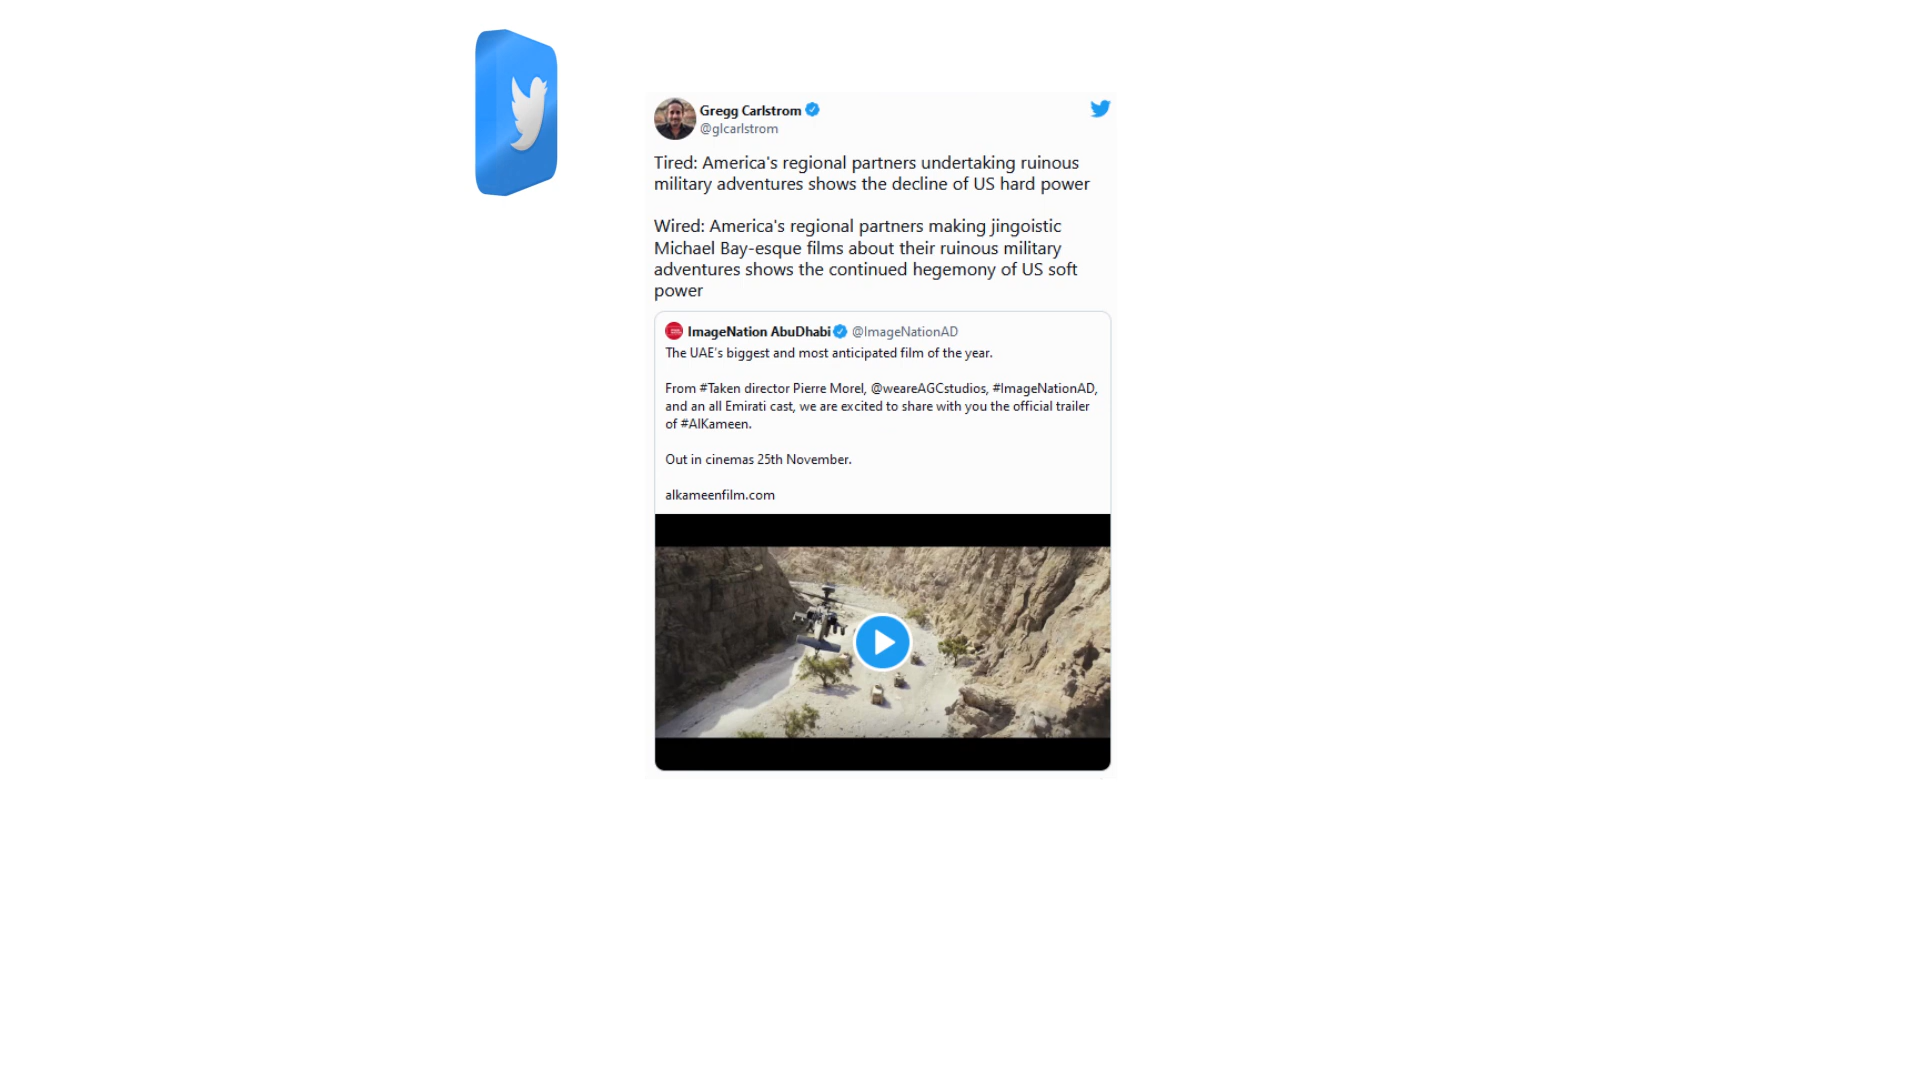 Gregg Carlstrom
@glcarlstrom
Tired: America's regional partners undertaking ruinous
military adventures shows the decline of US hard power
Wired: America's regional partners making jingoistic
Michael Bay-esque films about their ruinous military
adventures shows the continued hegemony of US soft
power
ImageNation AbuDhabi @ImageNationAD
The UAE's biggest and most anticipated film of the year.
From #Taken director Pierre Morel, @weareAGCstudios, #ImageNationAD,
and an all Emirati cast, we are excited to share with you the official trailer
of #AlKameen.
Out in cinemas 25th November.
alkameenfilm.com